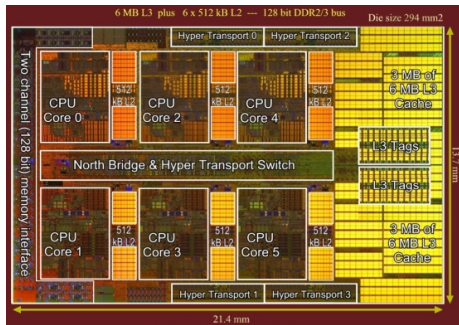 6 MB L3 plus 6 x 512 kB L2 --- 128 bit DDR2/3 bus
Die size 294 mm2
Hyper Transport 0
Hyper Transport 2
Two channel (128 bit) memory interface
CPU
Core 0
512
kB L2
CPU
Core 2
512
kB L2
CPU
Core 4
512
kB L2
3 MB of
6 MB L3
Cache
L3 Tags
North Bridge & Hyper Transport Switch
L3 Tags
13.7 mm
CPU
Core 1
512
kB L2
CPU
Core 3
512
kB L2
CPU
Core 5
512
kB L2
3 MB of
6 MB L3
Cache
Hyper Transport 1
Hyper Transport 3
21.4 mm